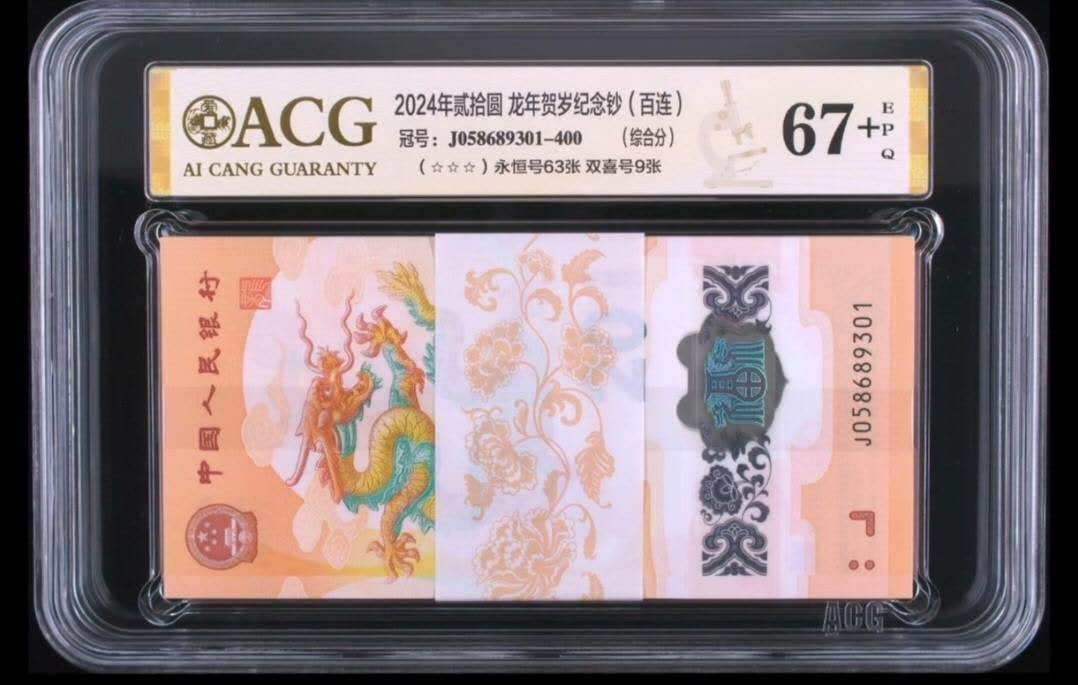 ACG
AI CANG GUARANTY
2024年贰拾圆 龙年贺岁纪念钞（百连）
冠号：J058689301-400 （综合分）
（☆☆☆）永恒号63张 双喜号9张
67+
EPQ
中国人民银行
J058689301
ACG